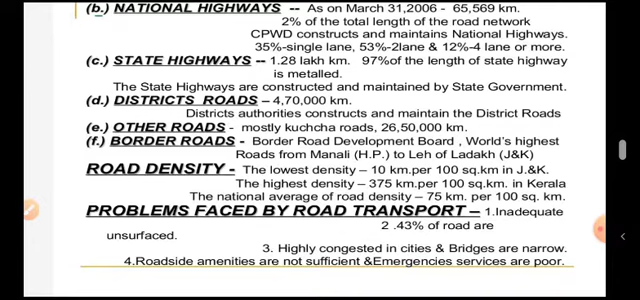 (b.) NATIONAL HIGHWAYS -- As on March 31,2006 - 65,569 km.
2% of the total length of the road network
CPWD constructs and maintains National Highways.
35%-single lane, 53%-2lane & 12%-4 lane or more.
(c.) STATE HIGHWAYS -- 1.28 lakh km. 97%of the length of state highway
is metalled.
The State Highways are constructed and maintained by State Government.
(d.) DISTRICTS ROADS – 4,70,000 km.
Districts authorities constructs and maintain the District Roads
(e.) OTHER ROADS - mostly kuchcha roads, 26,50,000 km.
(f.) BORDER ROADS - Border Road Development Board , World's highest
Roads from Manali (H.P.) to Leh of Ladakh (J&K)
ROAD DENSITY - The lowest density – 10 km.per 100 sq.km in J.&K.
The highest density – 375 km.per 100 sq.km. in Kerala
The national average of road density – 75 km. per 100 sq. km.
PROBLEMS FACED BY ROAD TRANSPORT – 1.Inadequate
2 .43% of road are
unsurfaced.
3. Highly congested in cities & Bridges are narrow.
4.Roadside amenities are not sufficient &Emergencies services are poor.